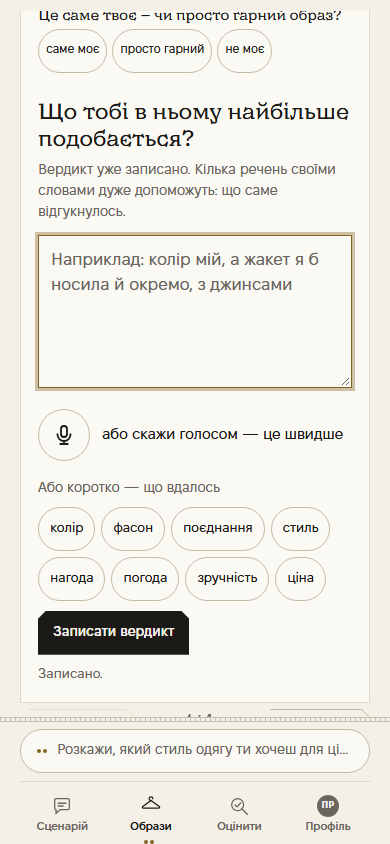 Це саме твоє – чи просто гарний образ?
саме моє
просто гарний
не моє
Що тобі в ньому найбільше
подобається?
Вердикт уже записано. Кілька речень своїми
словами дуже допоможуть: що саме
відгукнулось.
Наприклад: колір мій, а жакет я б
носила й окремо, з джинсами
або скажи голосом — це швидше
Або коротко — що вдалось
колір
фасон
поєднання
стиль
нагода
погода
зручність
ціна
Записати вердикт
Записано.
Розкажи, який стиль одягу ти хочеш для ці...
ПР
Сценарій
Образи
Оцінити
Профіль